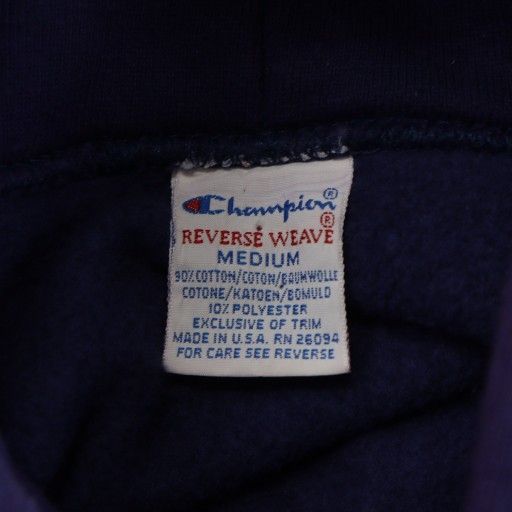 Champion®
REVERSE WEAVE®
MEDIUM
90% COTTON/COTON/BAUMWOLLE
COTONE/KATOEN/BOMULD
10% POLYESTER
EXCLUSIVE OF TRIM
MADE IN U.S.A. RN 26094
FOR CARE SEE REVERSE